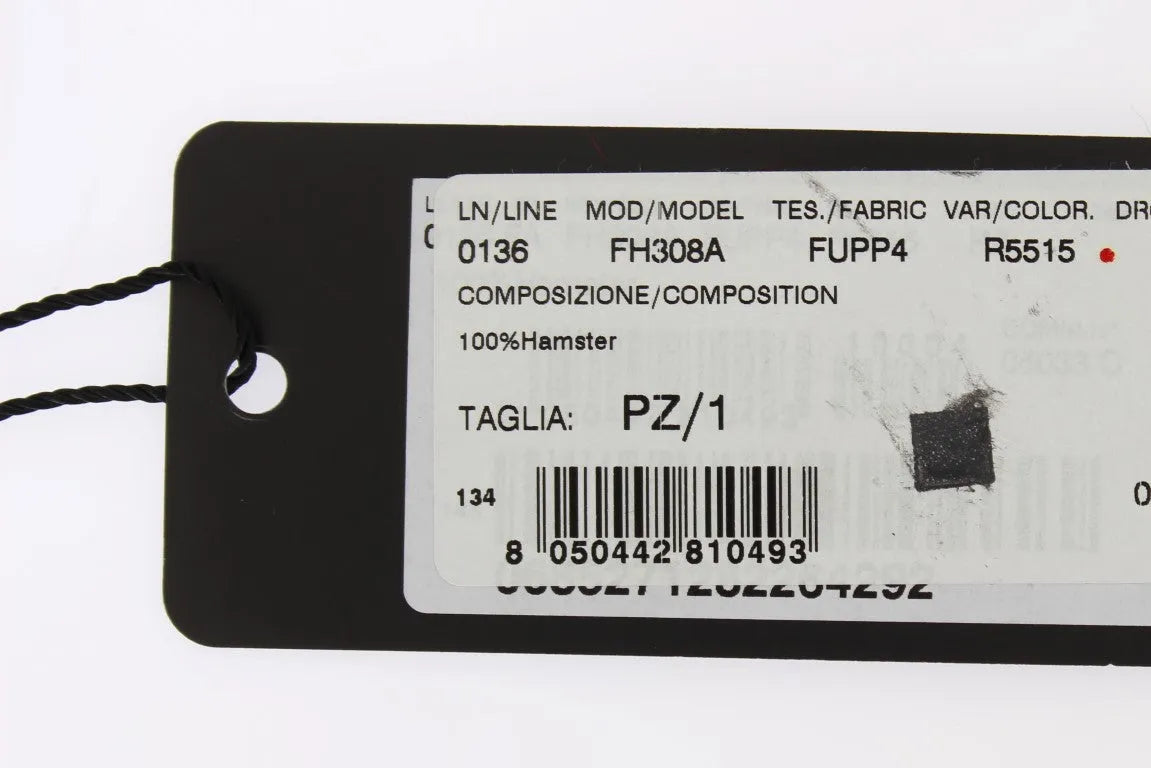 LN/LINE MOD/MODEL TES./FABRIC VAR/COLOR.
0136 FH308A FUPP4 R5515
COMPOSIZIONE/COMPOSITION
100%Hamster
TAGLIA: PZ/1
134
8 050442 810493